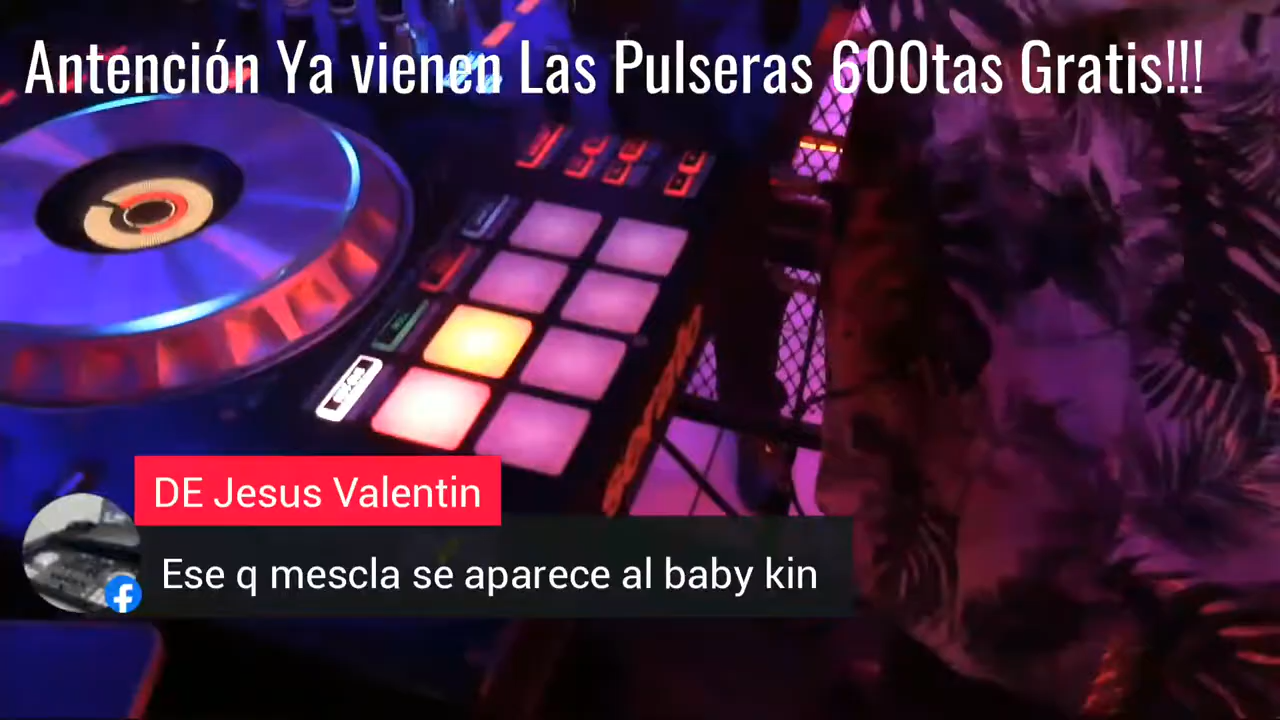 Antención Ya vienen Las Pulseras 600tas Gratis!!!
DE Jesus Valentin
Ese q mescla se aparece al baby kin